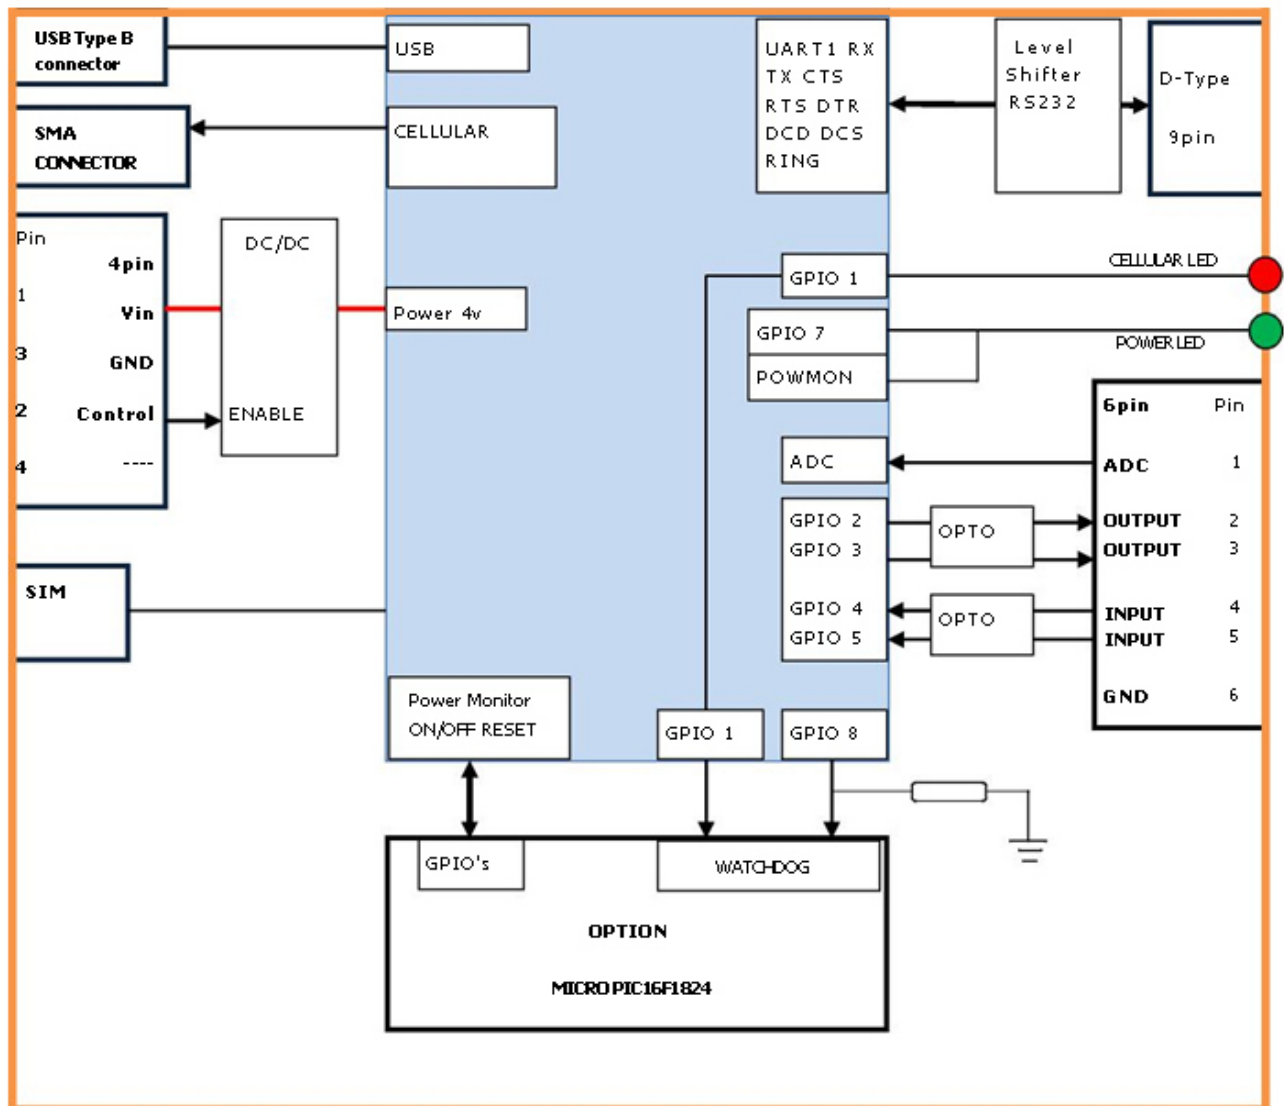 USB Type B
connector
USB
SMA
CONNECTOR
CELLULAR
Pin
4pin
1
Vin
3
GND
2
Control
4
----
DC/DC
ENABLE
Power 4v
SIM
UART1 RX
TX CTS
RTS DTR
DCD DCS
RING
Level
Shifter
RS232
D-Type
9pin
GPIO 1
CELLULAR LED
GPIO 7
POWMON
POWER LED
6pin Pin
ADC
ADC 1
GPIO 2
GPIO 3
OPTO
OUTPUT 2
OUTPUT 3
GPIO 4
GPIO 5
OPTO
INPUT 4
INPUT 5
GND 6
Power Monitor
ON/OFF RESET
GPIO 1
GPIO 8
GPIO's
WATCHDOG
OPTION
MICRO PIC16F1824